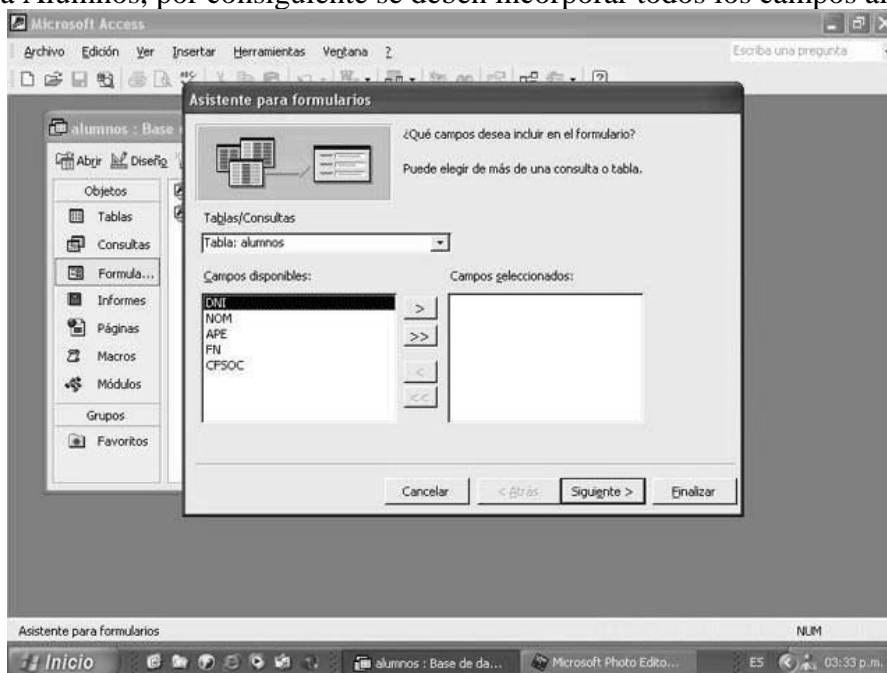 a Alumnos, por consiguiente se deben incorporar todos los campos al
Microsoft Access
Archivo Edición Ver Insertar Herramientas Ventana ?
Escriba una pregunta
Asistente para formularios
alumnos : Base
Abrir Diseño
Objetos
Tablas
Consultas
Formula...
Informes
Páginas
Macros
Módulos
Grupos
Favoritos
¿Qué campos desea incluir en el formulario?
Puede elegir de más de una consulta o tabla.
Tablas/Consultas
Tabla: alumnos
Campos disponibles:
Campos seleccionados:
DNI
NOM
APE
FN
CPSOC
>
>>
<
<<
Cancelar < Atrás Siguiente > Finalizar
Asistente para formularios NUM
Inicio alumnos : Base de da... Microsoft Photo Edito... ES 03:33 p.m.